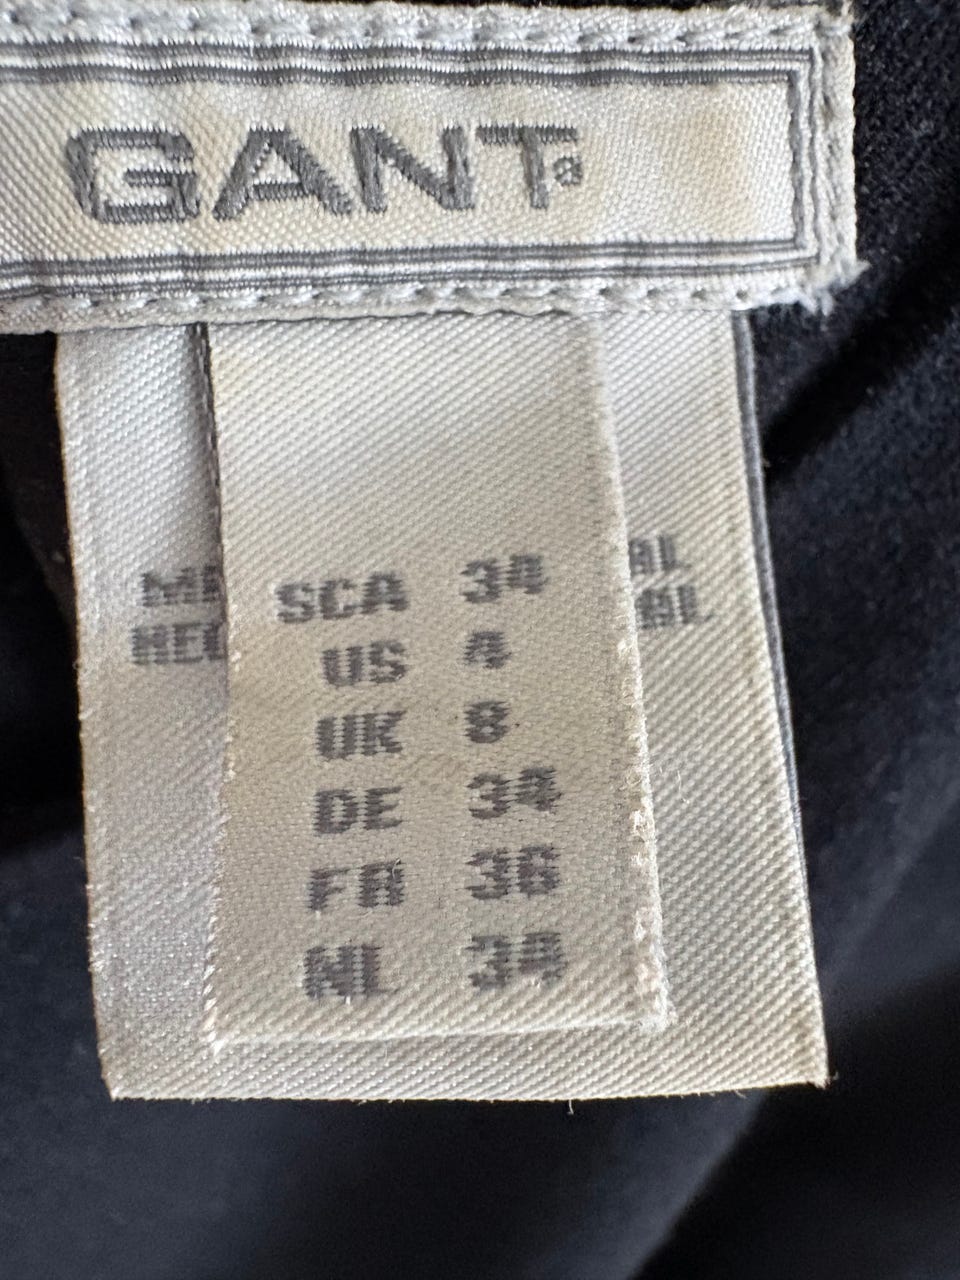 GANT
SCA 34
US 4
UK 8
DE 34
FR 36
NL 34